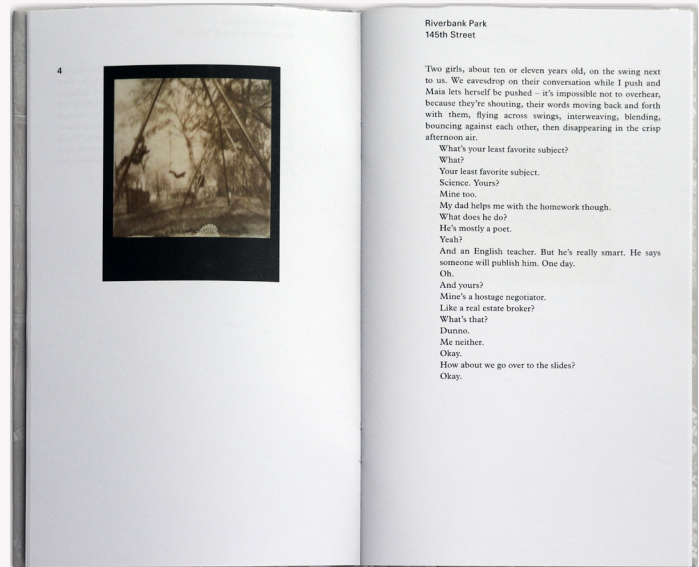 4
Riverbank Park
145th Street
Two girls, about ten or eleven years old, on the swing next
to us. We eavesdrop on their conversation while I push and
Maia lets herself be pushed – it's impossible not to overhear,
because they're shouting, their words moving back and forth
with them, flying across swings, interweaving, blending,
bouncing against each other, then disappearing in the crisp
afternoon air.
What's your least favorite subject?
What?
Your least favorite subject.
Science. Yours?
Mine too.
My dad helps me with the homework though.
What does he do?
He's mostly a poet.
Yeah?
And an English teacher. But he's really smart. He says
someone will publish him. One day.
Oh.
And yours?
Mine's a hostage negotiator.
Like a real estate broker?
What's that?
Dunno.
Me neither.
Okay.
How about we go over to the slides?
Okay.